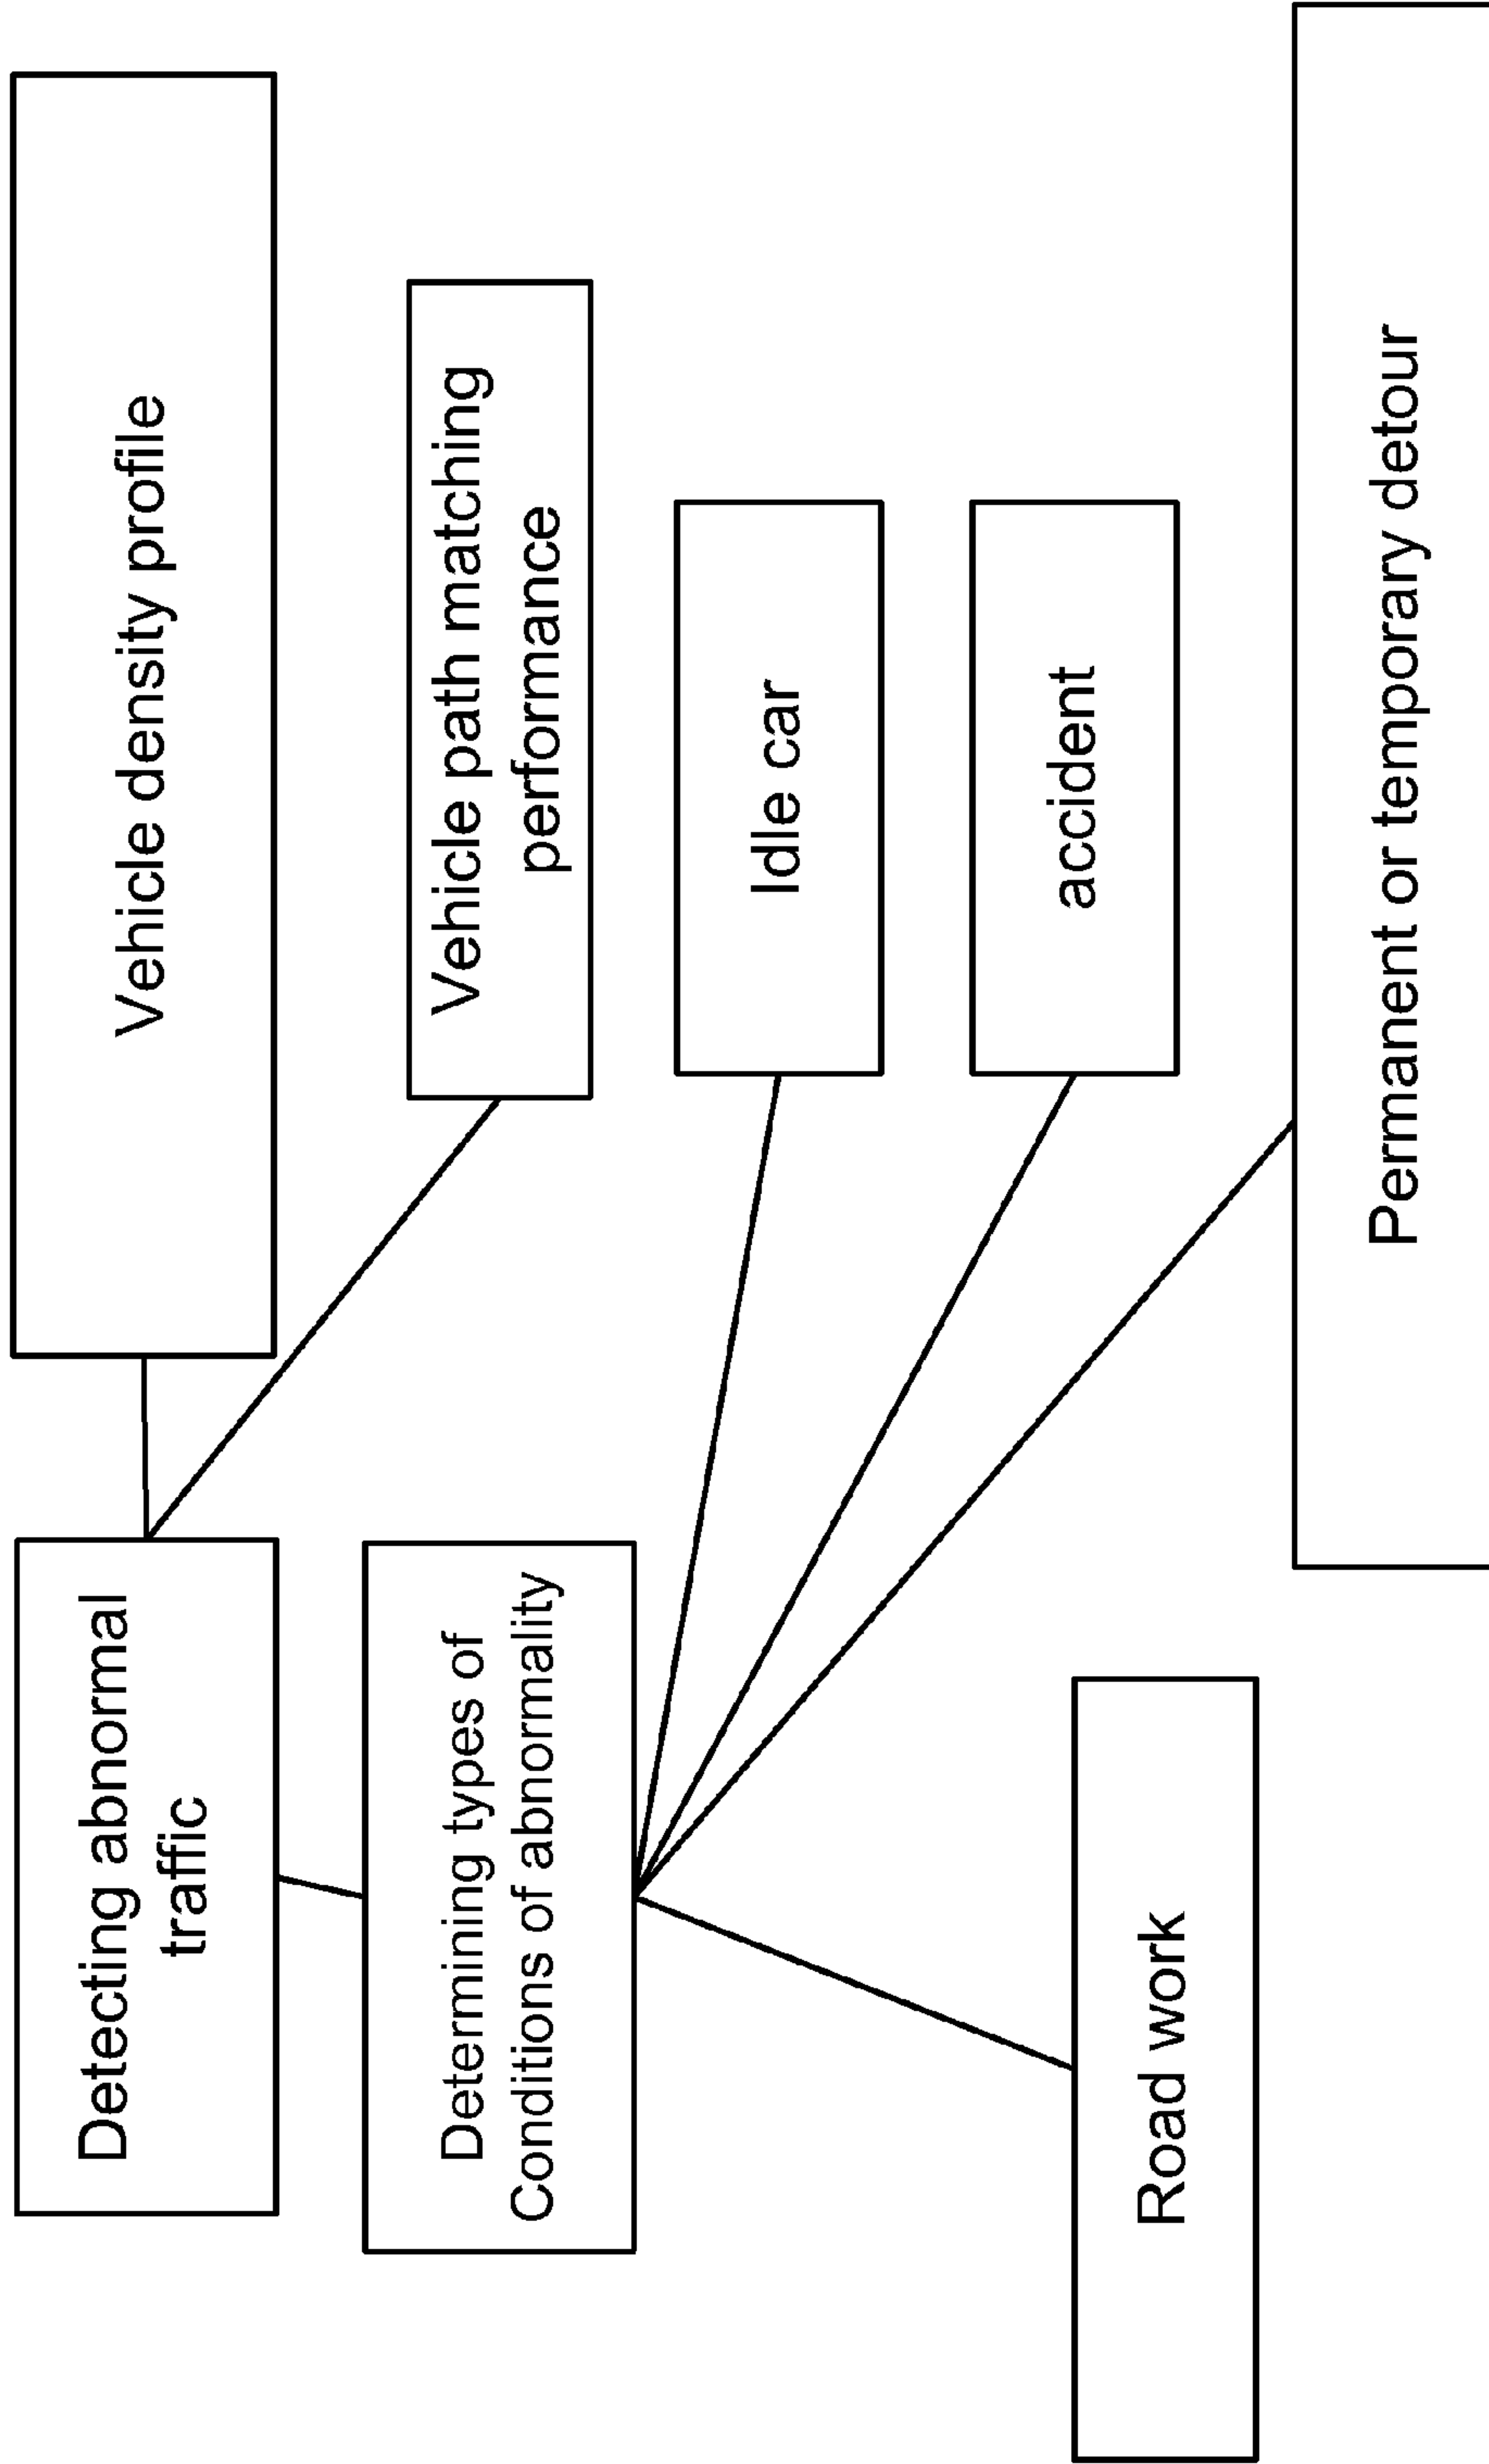 Detecting abnormal
traffic
Vehicle density profile
Determining types of
Conditions of abnormality
Vehicle path matching
performance
Idle car
accident
Road work
Permanent or temporary detour